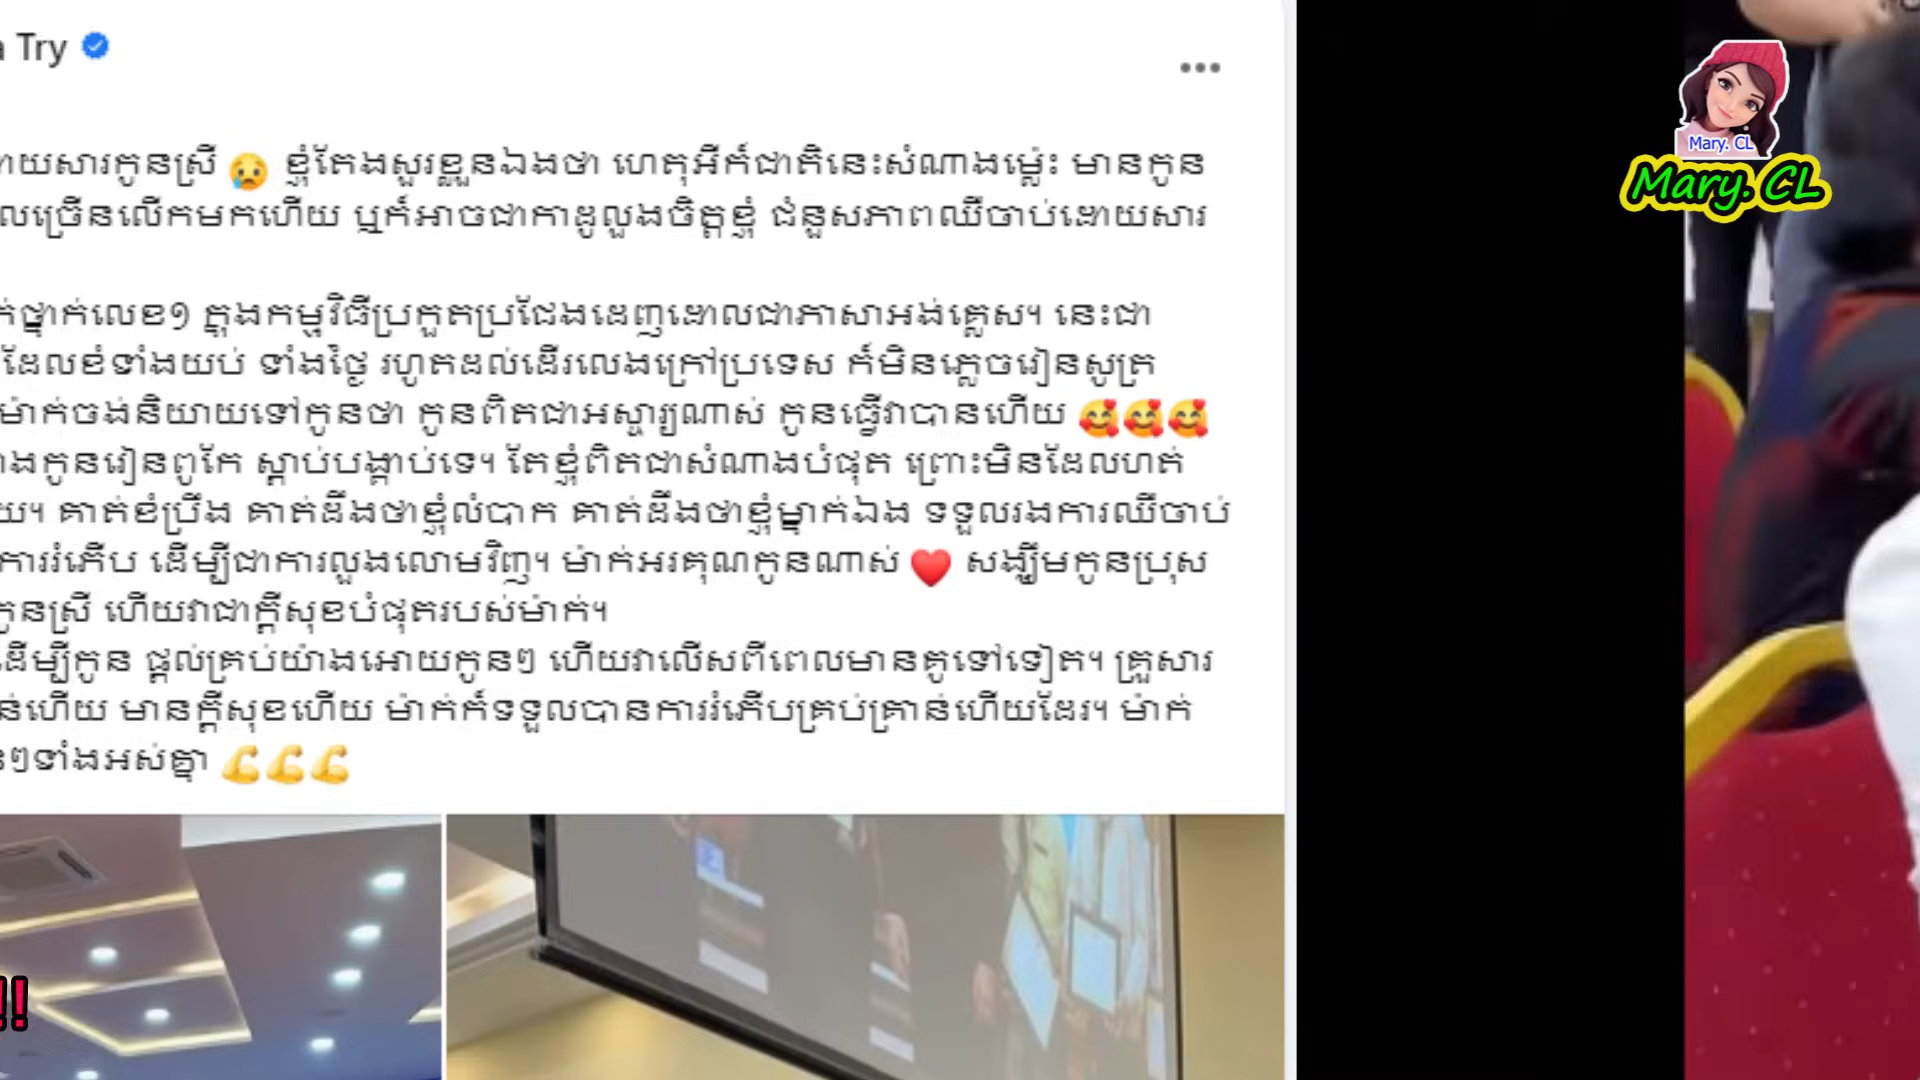 Try
សារកូនស្រី 😢 ខ្ញុំតែងសួរខ្លួនឯងថា ហេតុអីក៏ជាតិនេះសំណាងម្ល៉េះ មានកូន
ច្រើនលើកមកហើយ ឬក៏អាចជាកាដូលួងចិត្តខ្ញុំ ជំនួសភាពឈឺចាប់ដោយសារ
ថ្នាក់លេខ១ ក្នុងកម្មវិធីប្រកួតប្រជែងដេញដោលជាភាសាអង់គ្លេស។ នេះជា
ដែលខំទាំងយប់ ទាំងថ្ងៃ រហូតដល់ដើរលេងក្រៅប្រទេស ក៏មិនភ្លេចរៀនសូត្រ
ម៉ាក់ចង់និយាយទៅកូនថា កូនពិតជាអស្ចារ្យណាស់ កូនធ្វើវាបានហើយ 🥰🥰🥰
កូនរៀនពូកែ ស្ដាប់បង្គាប់ទេ។ តែខ្ញុំពិតជាសំណាងបំផុត ព្រោះមិនដែលហត់
គាត់ខំប្រឹង គាត់ដឹងថាខ្ញុំលំបាក គាត់ដឹងថាខ្ញុំម្នាក់ឯង ទទួលរងការឈឺចាប់
ការរំភើប ដើម្បីជាការលួងលោមវិញ។ ម៉ាក់អរគុណកូនណាស់ ❤️ សង្ឃឹមកូនប្រុស
កូនស្រី ហើយវាជាក្ដីសុខបំផុតរបស់ម៉ាក់។
ដើម្បីកូន ផ្ដល់គ្រប់យ៉ាងអោយកូនៗ ហើយវាលើសពីពេលមានគូទៅទៀត។ គ្រួសារ
ហើយ មានក្ដីសុខហើយ ម៉ាក់ក៏ទទួលបានការរំភើបគ្រប់គ្រាន់ហើយដែរ។ ម៉ាក់
ៗទាំងអស់គ្នា 💪💪💪
Mary. CL
Mary. CL
!!